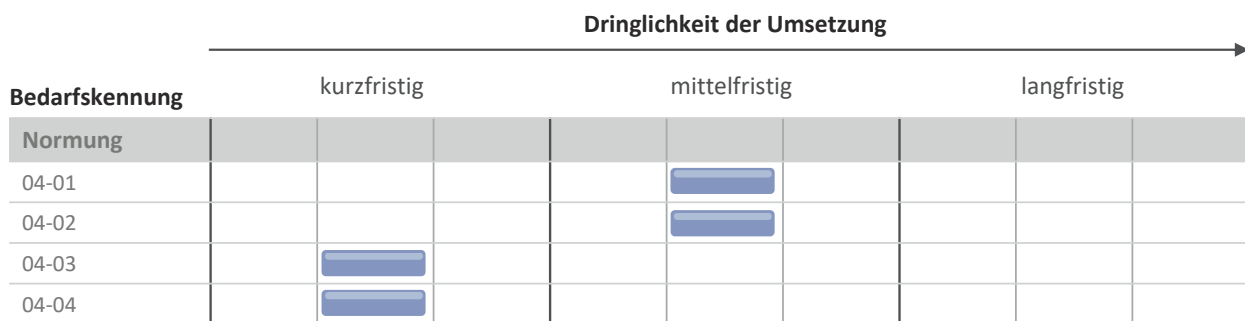 Dringlichkeit der Umsetzung
Bedarfskennung kurzfristig mittelfristig langfristig
Normung
04-01
04-02
04-03
04-04